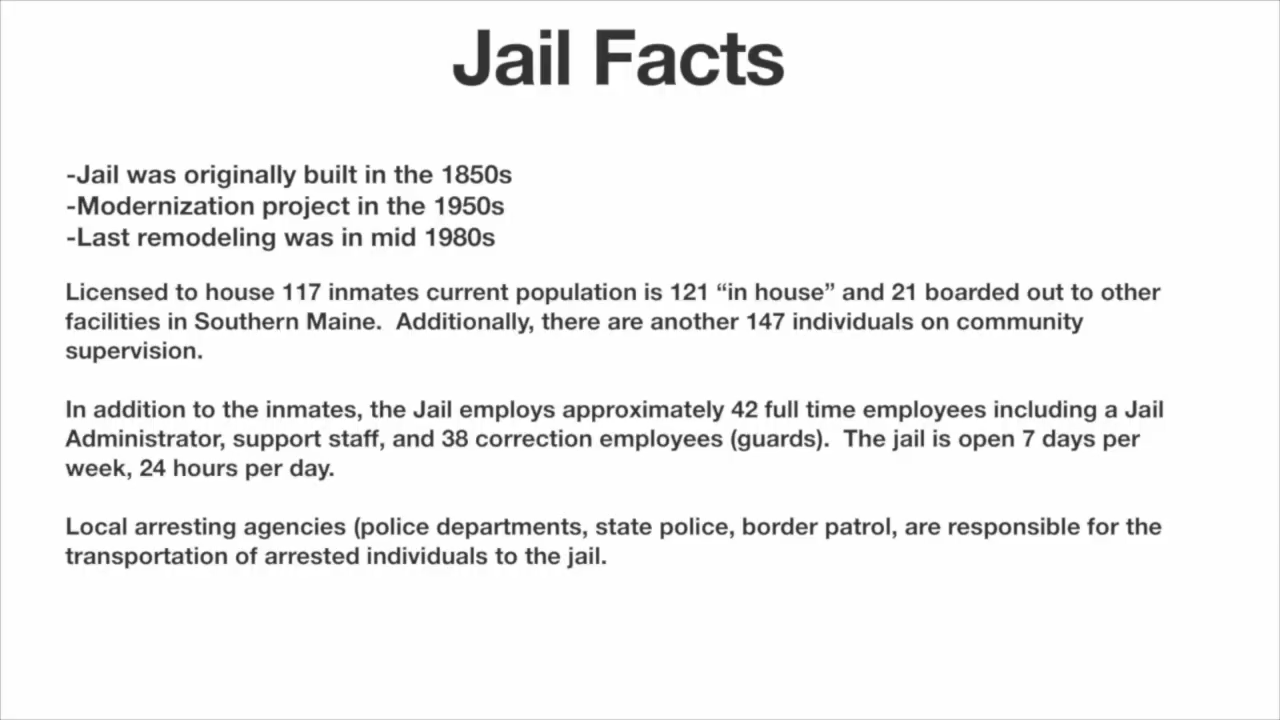 Jail Facts
-Jail was originally built in the 1850s
-Modernization project in the 1950s
-Last remodeling was in mid 1980s
Licensed to house 117 inmates current population is 121 “in house” and 21 boarded out to other
facilities in Southern Maine.  Additionally, there are another 147 individuals on community
supervision.
In addition to the inmates, the Jail employs approximately 42 full time employees including a Jail
Administrator, support staff, and 38 correction employees (guards).  The jail is open 7 days per
week, 24 hours per day.
Local arresting agencies (police departments, state police, border patrol, are responsible for the
transportation of arrested individuals to the jail.